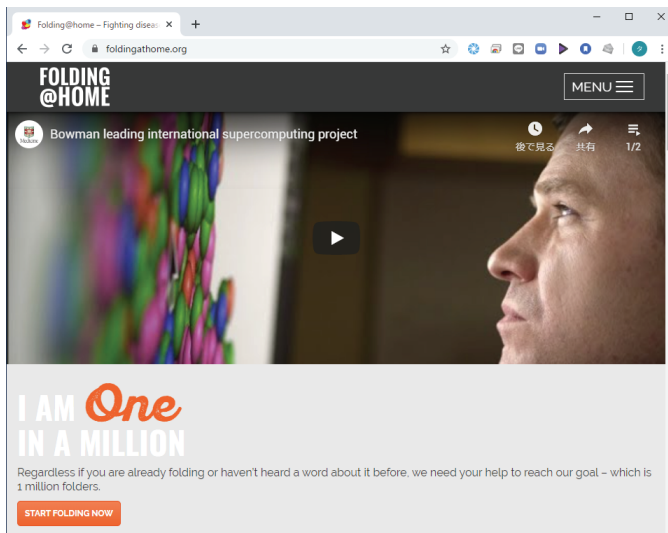 Folding@home – Fighting diseas
foldingathome.org
FOLDING
@HOME
MENU
Medicine
Bowman leading international supercomputing project
後で見る
共有
1/2
I AM One
IN A MILLION
Regardless if you are already folding or haven't heard a word about it before, we need your help to reach our goal – which is
1 million folders.
START FOLDING NOW